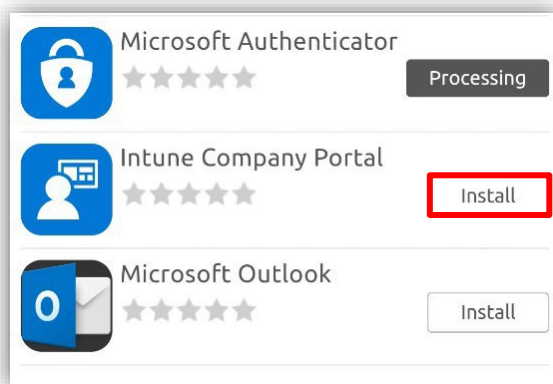 Microsoft Authenticator
Processing
Intune Company Portal
Install
Microsoft Outlook
O
Install